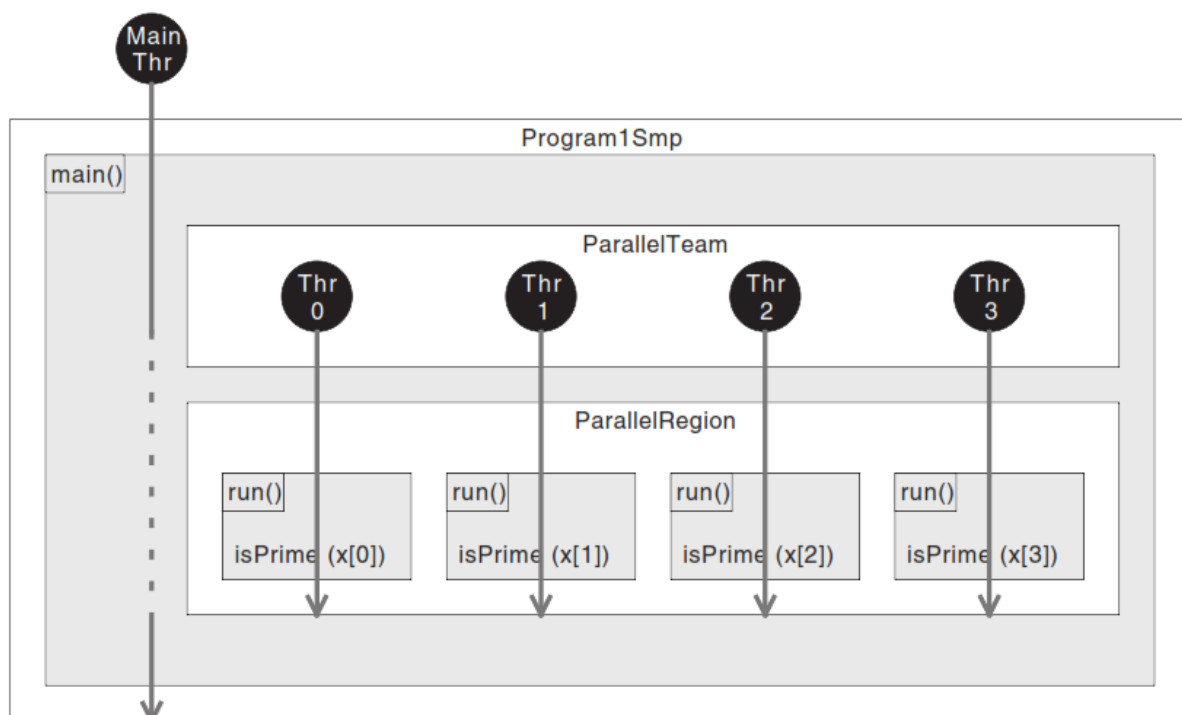 Main
Thr
Program1Smp
main()
ParallelTeam
Thr
0
Thr
1
Thr
2
Thr
3
ParallelRegion
run()
isPrime (x[0])
run()
isPrime (x[1])
run()
isPrime (x[2])
run()
isPrime (x[3])